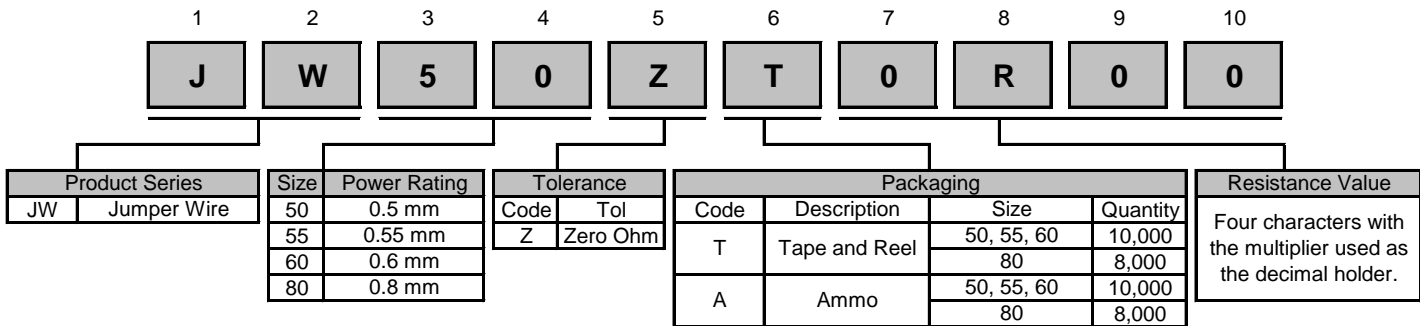 1 2 3 4 5 6 7 8 9 10
J W 5 0 Z T 0 R 0 0
Product Series
JW Jumper Wire
Size Power Rating
50 0.5 mm
55 0.55 mm
60 0.6 mm
80 0.8 mm
Tolerance
Code Tol
Z Zero Ohm
Packaging
Code Description Size Quantity
T Tape and Reel 50, 55, 60 10,000
80 8,000
A Ammo 50, 55, 60 10,000
80 8,000
Resistance Value
Four characters with
the multiplier used as
the decimal holder.